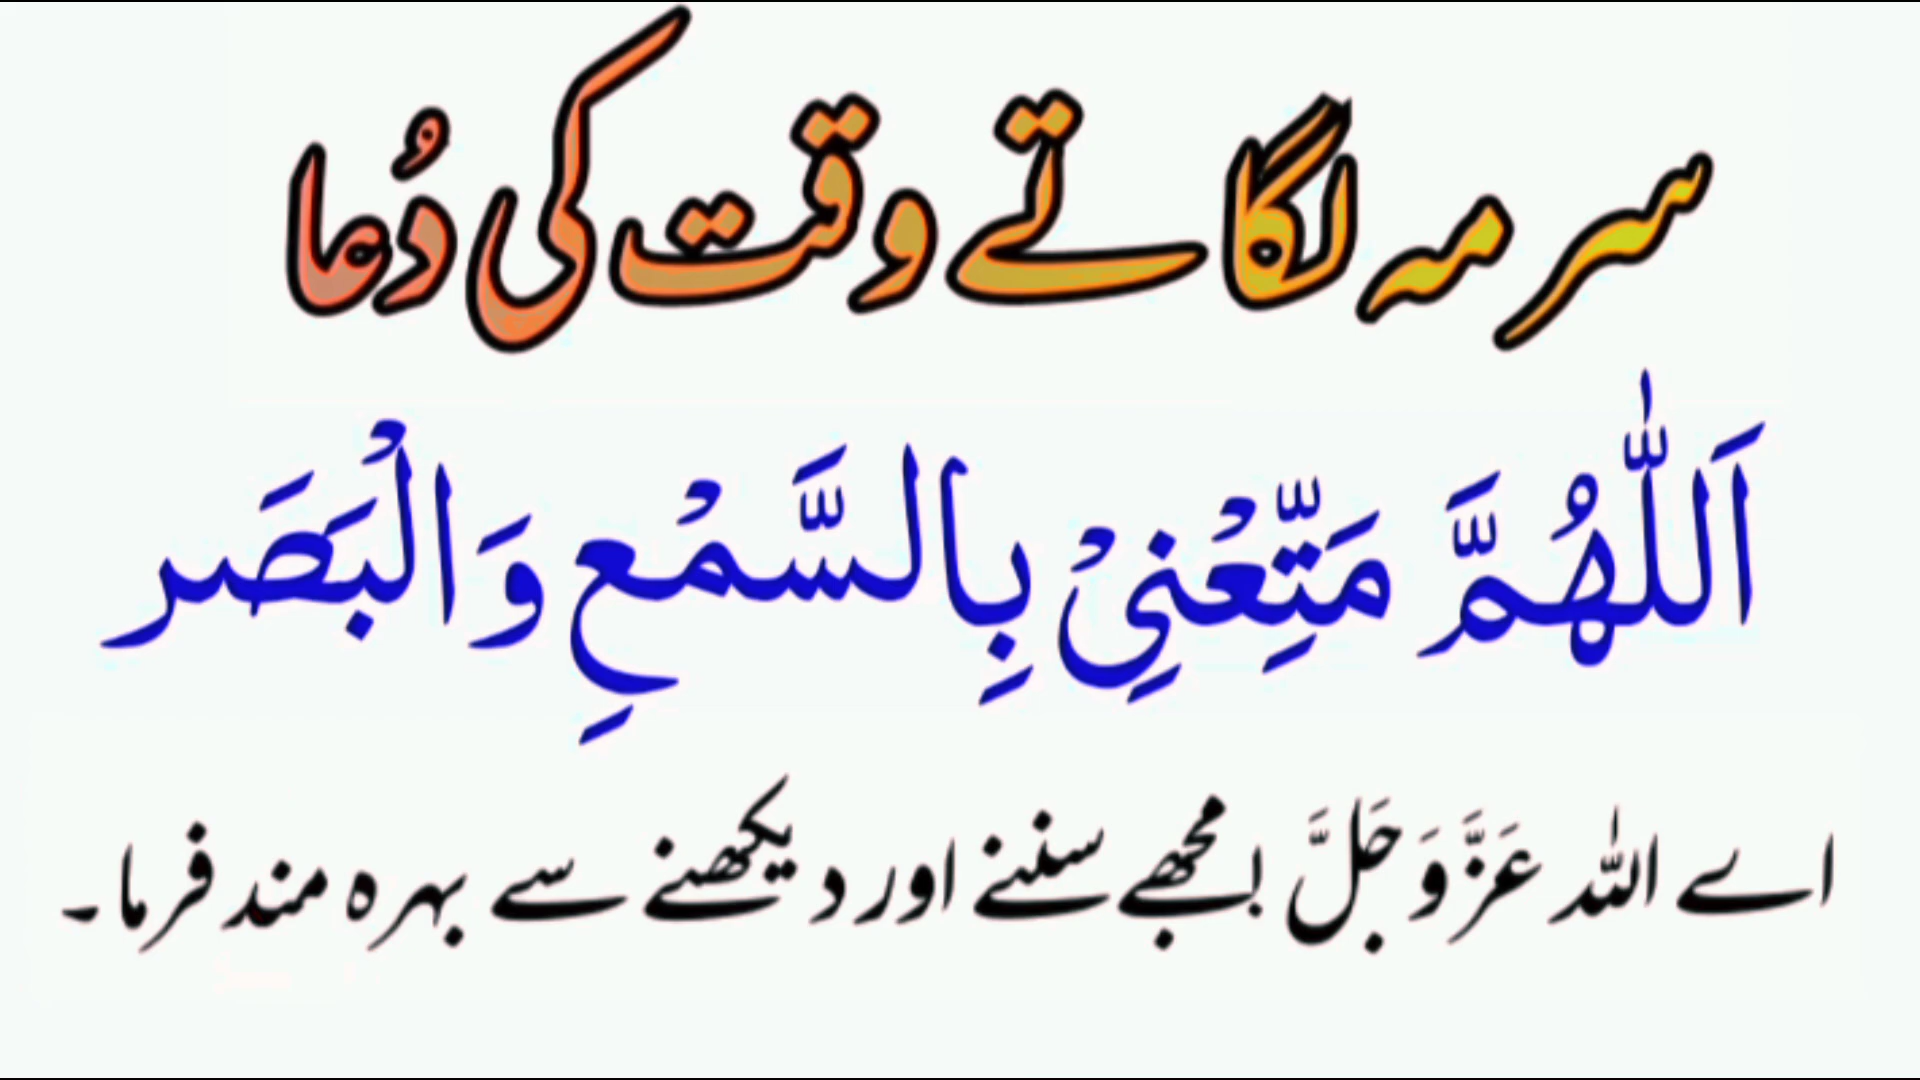 سرمہ لگاتے وقت کی دُعا
اَللّٰهُمَّ مَتِّعْنِیْ بِالسَّمْعِ وَالْبَصَر
اے اللہ عَزَّوَجَلَّ! مجھے سننے اور دیکھنے سے بہرہ مند فرما۔